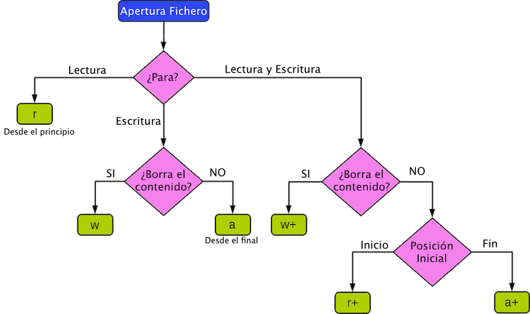 Apertura Fichero
Lectura
¿Para?
Lectura y Escritura
r
Desde el principio
Escritura
SI
¿Borra el
contenido?
NO
SI
¿Borra el
contenido?
NO
w
a
Desde el final
w+
Inicio
Posición
Inicial
Fin
r+
a+